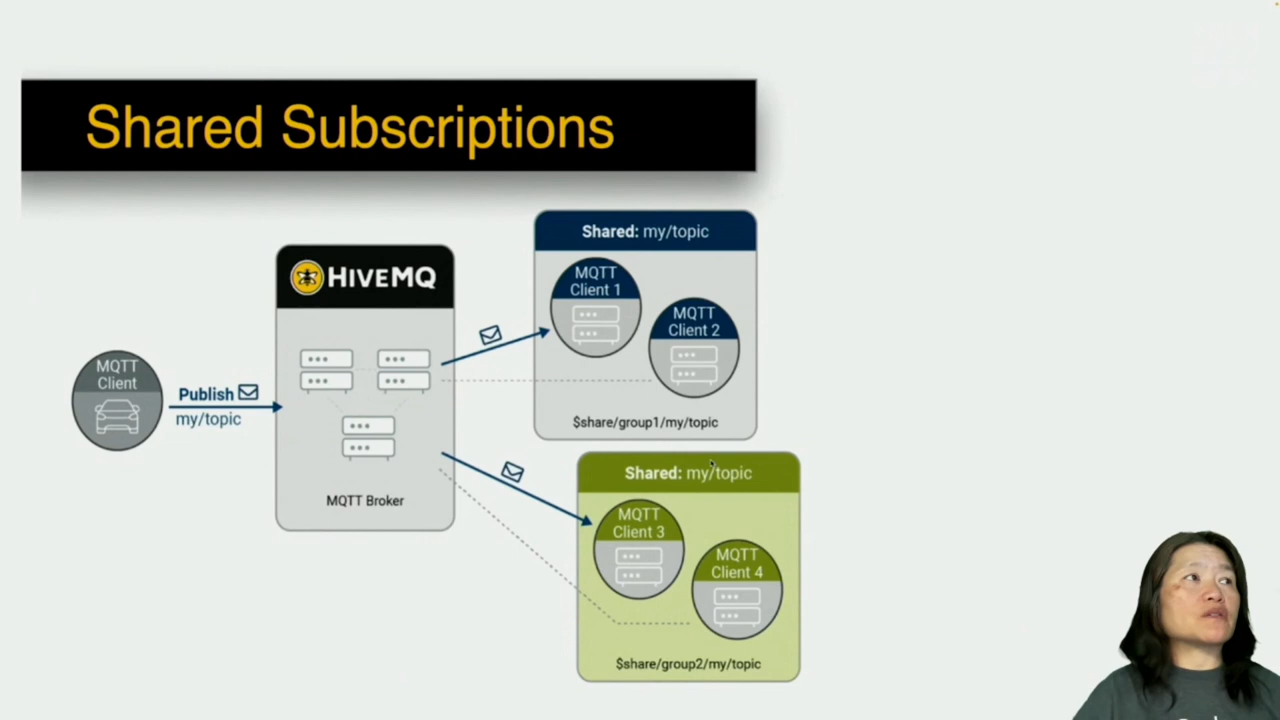 Shared Subscriptions
HIVEMQ
MQTT
Client
Publish
my/topic
MQTT Broker
Shared: my/topic
MQTT
Client 1
MQTT
Client 2
$share/group1/my/topic
Shared: my/topic
MQTT
Client 3
MQTT
Client 4
$share/group2/my/topic